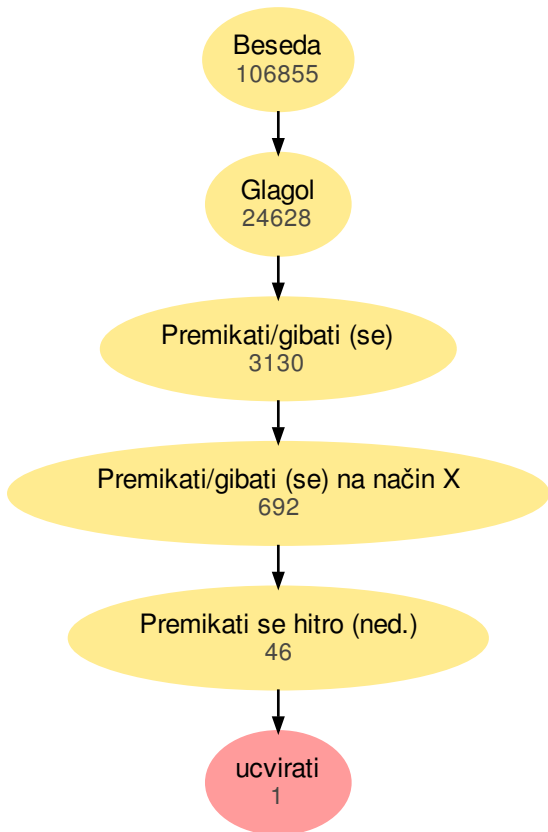 Beseda
106855
Glagol
24628
Premikati/gibati (se)
3130
Premikati/gibati (se) na način X
692
Premikati se hitro (ned.)
46
ucvirati
1